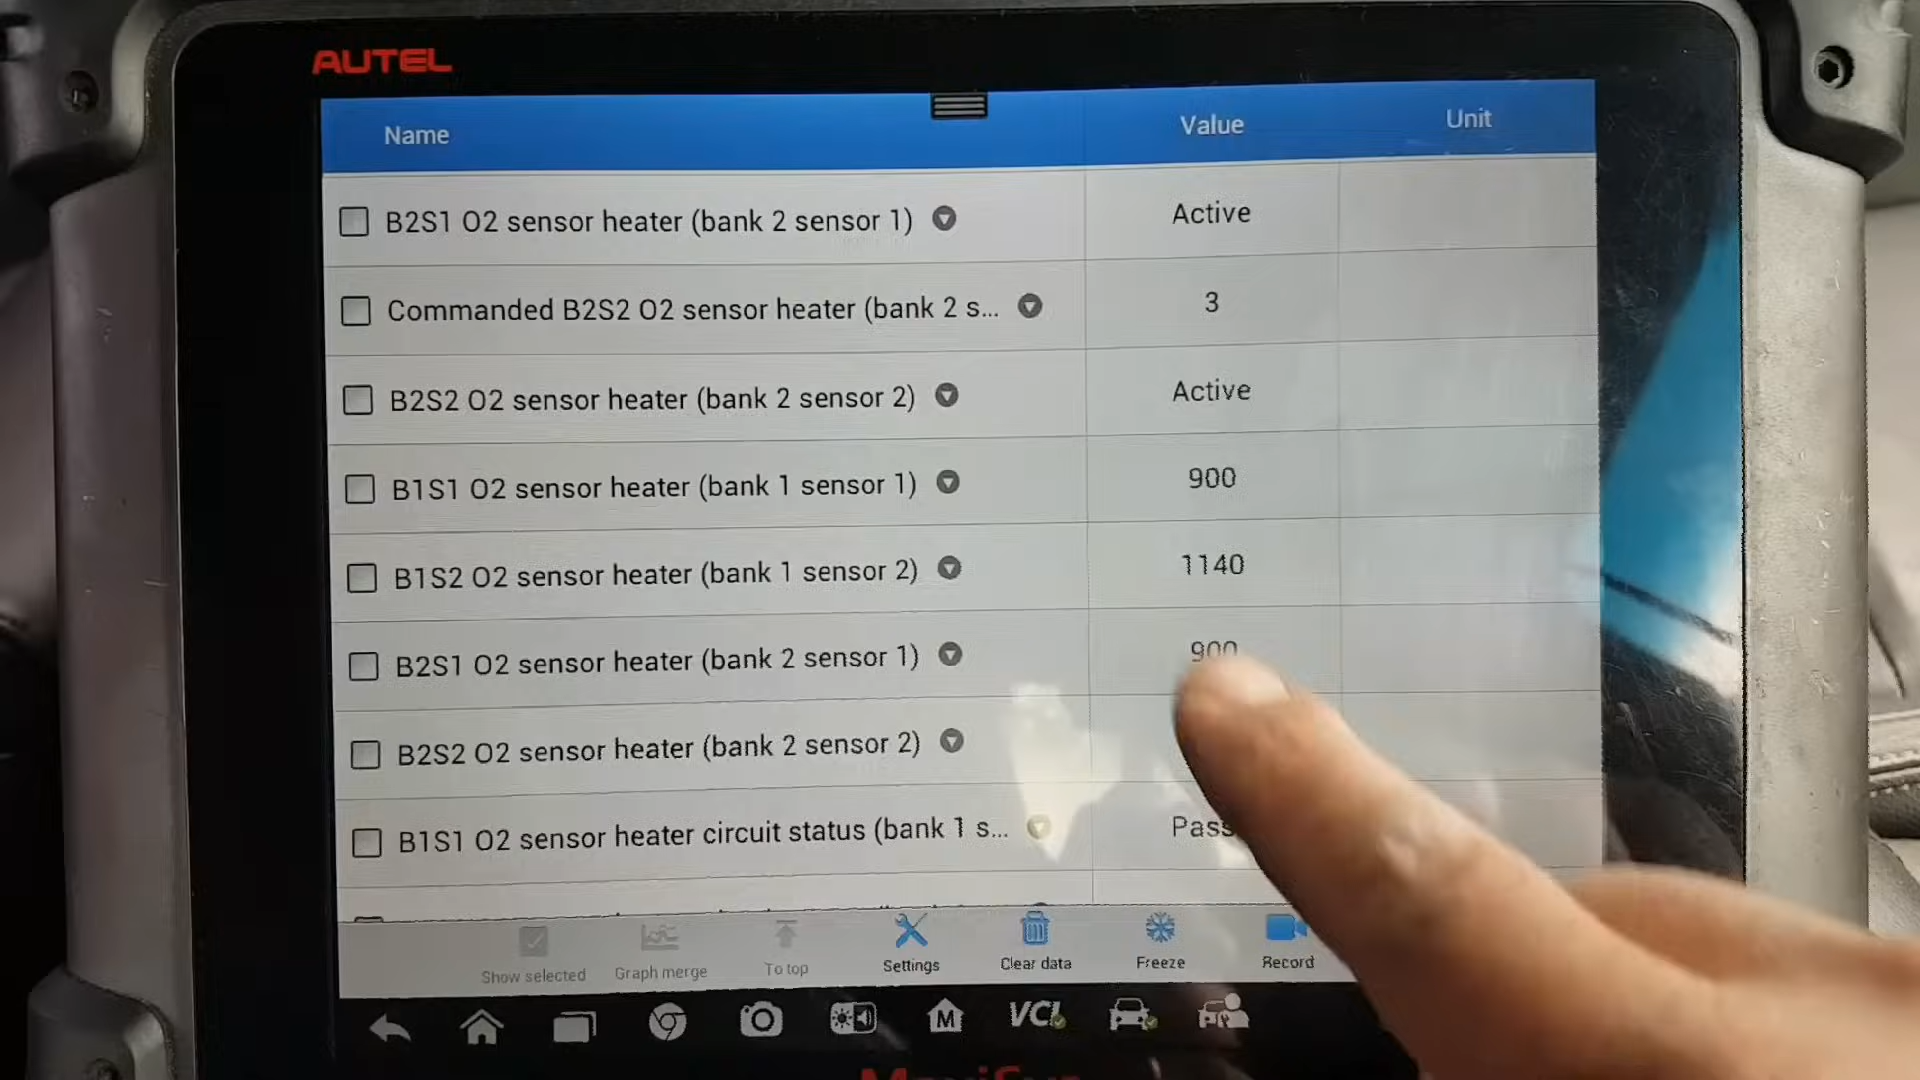 AUTEL
Name Value Unit
B2S1 O2 sensor heater (bank 2 sensor 1) Active
Commanded B2S2 O2 sensor heater (bank 2 s... 3
B2S2 O2 sensor heater (bank 2 sensor 2) Active
B1S1 O2 sensor heater (bank 1 sensor 1) 900
B1S2 O2 sensor heater (bank 1 sensor 2) 1140
B2S1 O2 sensor heater (bank 2 sensor 1) 900
B2S2 O2 sensor heater (bank 2 sensor 2)
B1S1 O2 sensor heater circuit status (bank 1 s... Pass
Show selected Graph merge To top Settings Clear data Freeze Record
M VCI